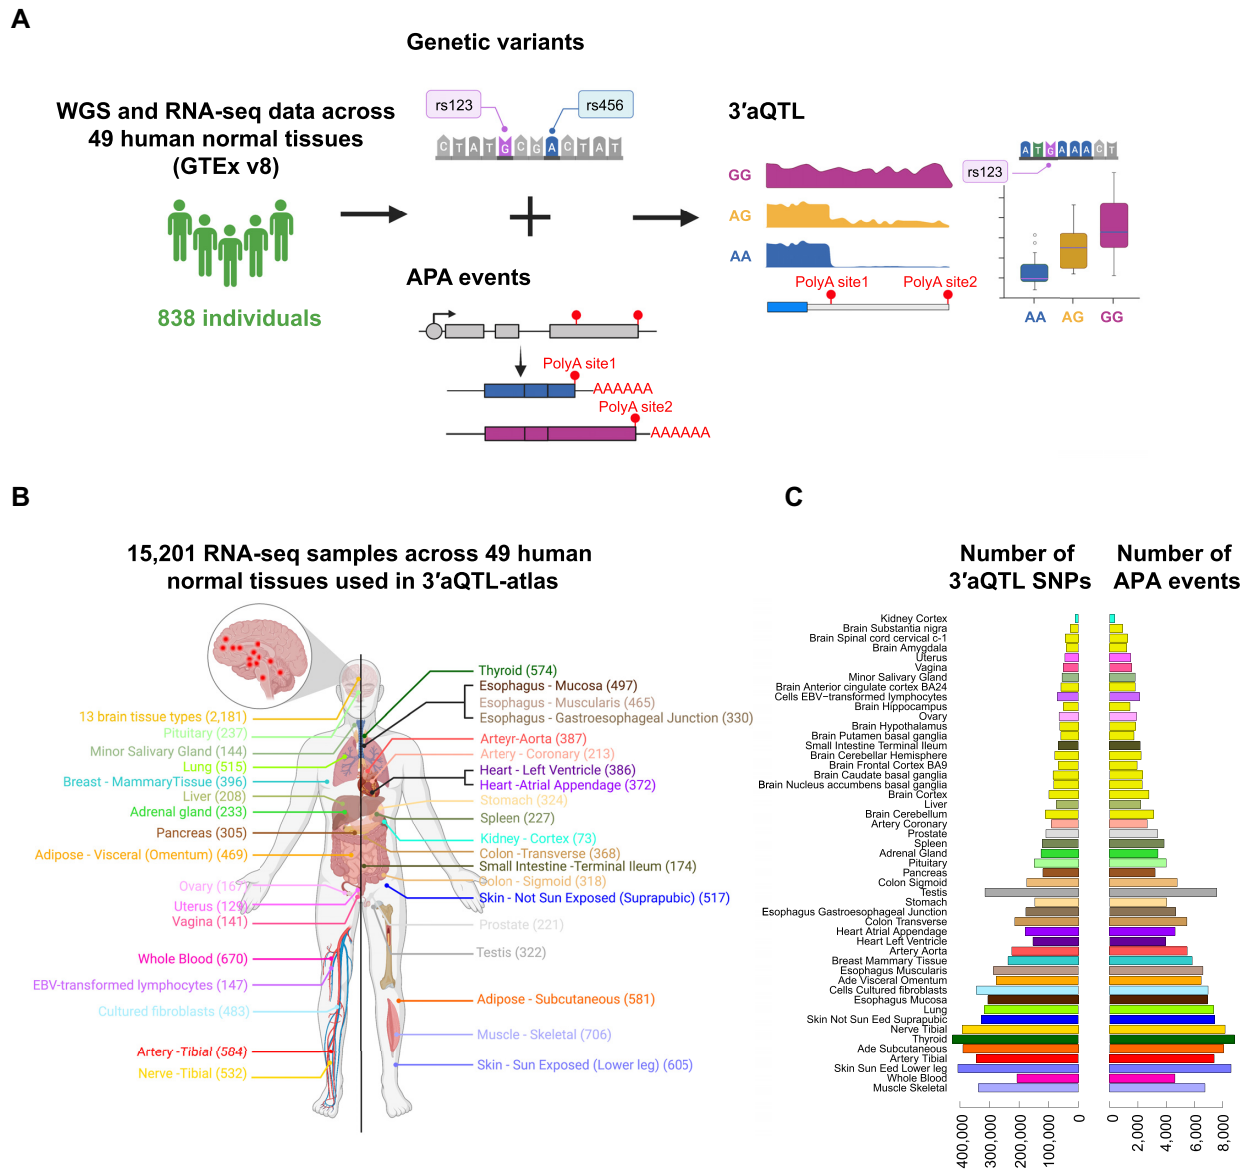 A
Genetic variants
WGS and RNA-seq data across
49 human normal tissues
(GTEx v8)
838 individuals
rs123
rs456
C T A T G C G A C T A T
APA events
PolyA site1
AAAAAA
PolyA site2
AAAAAA
3′aQTL
GG
AG
AA
PolyA site1
PolyA site2
A T G A A A C T
rs123
AA
AG
GG
B
15,201 RNA-seq samples across 49 human
normal tissues used in 3′aQTL-atlas
13 brain tissue types (2,181)
Pituitary (237)
Minor Salivary Gland (144)
Lung (515)
Breast - MammaryTissue (396)
Liver (208)
Adrenal gland (233)
Pancreas (305)
Adipose - Visceral (Omentum) (469)
Ovary (167)
Uterus (129)
Vagina (141)
Whole Blood (670)
EBV-transformed lymphocytes (147)
Cultured fibroblasts (483)
Artery -Tibial (584)
Nerve -Tibial (532)
Thyroid (574)
Esophagus - Mucosa (497)
Esophagus - Muscularis (465)
Esophagus - Gastroesophageal Junction (330)
Arteyr-Aorta (387)
Artery - Coronary (213)
Heart - Left Ventricle (386)
Heart -Atrial Appendage (372)
Stomach (324)
Spleen (227)
Kidney - Cortex (73)
Colon -Transverse (368)
Small Intestine -Terminal Ileum (174)
Colon - Sigmoid (318)
Skin - Not Sun Exposed (Suprapubic) (517)
Prostate (221)
Testis (322)
Adipose - Subcutaneous (581)
Muscle - Skeletal (706)
Skin - Sun Exposed (Lower leg) (605)
C
Number of
3′aQTL SNPs
Number of
APA events
Kidney Cortex
Brain Substantia nigra
Brain Spinal cord cervical c-1
Brain Amygdala
Uterus
Vagina
Minor Salivary Gland
Brain Anterior cingulate cortex BA24
Cells EBV−transformed lymphocytes
Brain Hippocampus
Ovary
Brain Hypothalamus
Brain Putamen basal ganglia
Small Intestine Terminal Ileum
Brain Cerebellar Hemisphere
Brain Frontal Cortex BA9
Brain Caudate basal ganglia
Brain Nucleus accumbens basal ganglia
Brain Cortex
Liver
Brain Cerebellum
Artery Coronary
Prostate
Spleen
Adrenal Gland
Pituitary
Pancreas
Colon Sigmoid
Testis
Stomach
Esophagus Gastroesophageal Junction
Colon Transverse
Heart Atrial Appendage
Heart Left Ventricle
Artery Aorta
Breast Mammary Tissue
Esophagus Muscularis
Ade Visceral Omentum
Cells Cultured fibroblasts
Esophagus Mucosa
Lung
Skin Not Sun Eed Suprapubic
Nerve Tibial
Thyroid
Ade Subcutaneous
Artery Tibial
Skin Sun Eed Lower leg
Whole Blood
Muscle Skeletal
400,000
300,000
200,000
100,000
0
0
2,000
4,000
6,000
8,000